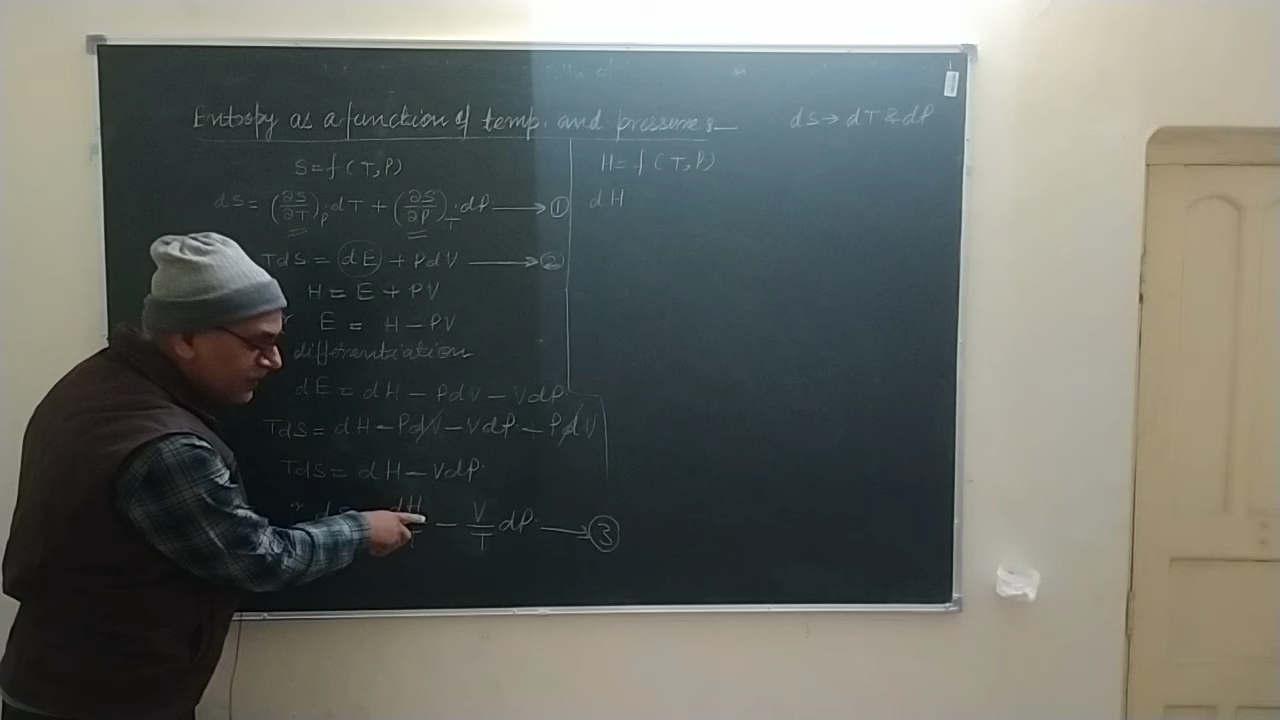 Entropy as a function of temp. and pressure :-
dS → dT & dP
S = f (T, P)
dS = (∂S/∂T)_P . dT + (∂S/∂P)_T . dP ⟶ ①
TdS = dE + PdV ⟶ ②
H = E + PV
E = H − PV
differentiation
dE = dH − PdV − VdP
TdS = dH − PdV − VdP − PdV
TdS = dH − VdP.
dS dH − V/T dP. ⟶ ③
H = f (T, P)
dH